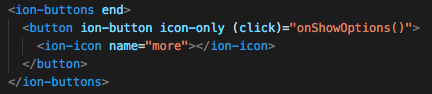 <ion-buttons end>
<button ion-button icon-only (click)="onShowOptions()">
<ion-icon name="more"></ion-icon>
</button>
</ion-buttons>